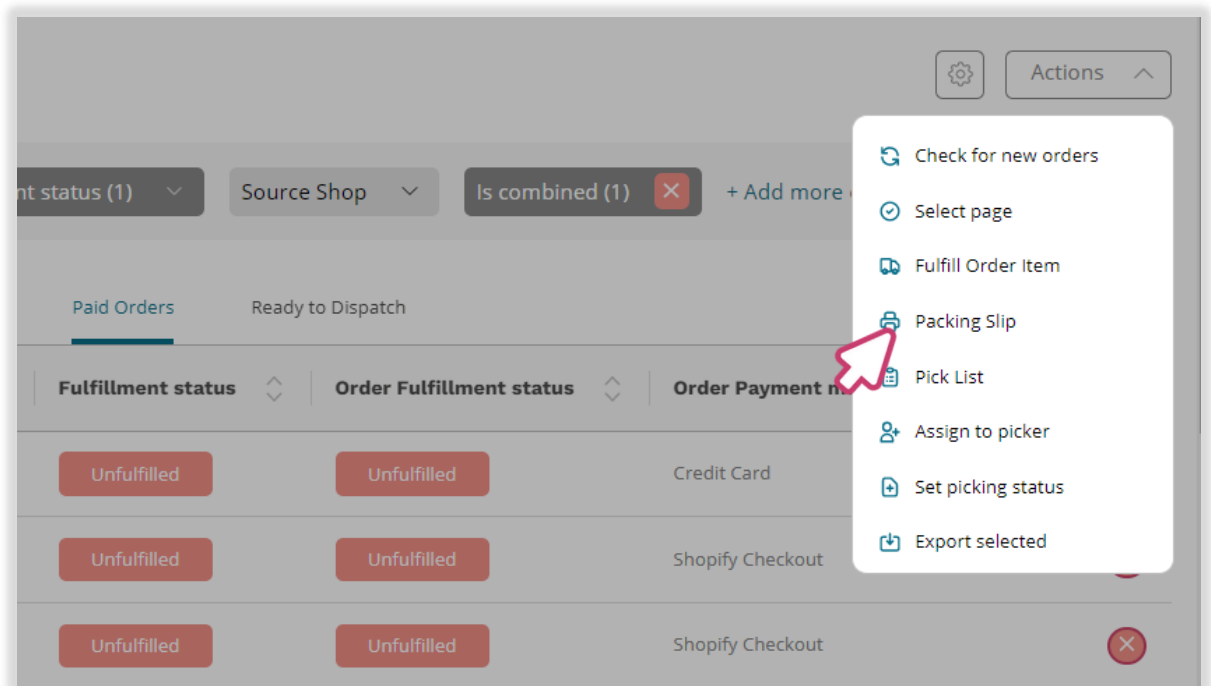 Actions
nt status (1) Source Shop Is combined (1) + Add more
Check for new orders
Select page
Fulfill Order Item
Packing Slip
Pick List
Assign to picker
Set picking status
Export selected
Paid Orders Ready to Dispatch
Fulfillment status Order Fulfillment status Order Payment
Unfulfilled Unfulfilled Credit Card
Unfulfilled Unfulfilled Shopify Checkout
Unfulfilled Unfulfilled Shopify Checkout